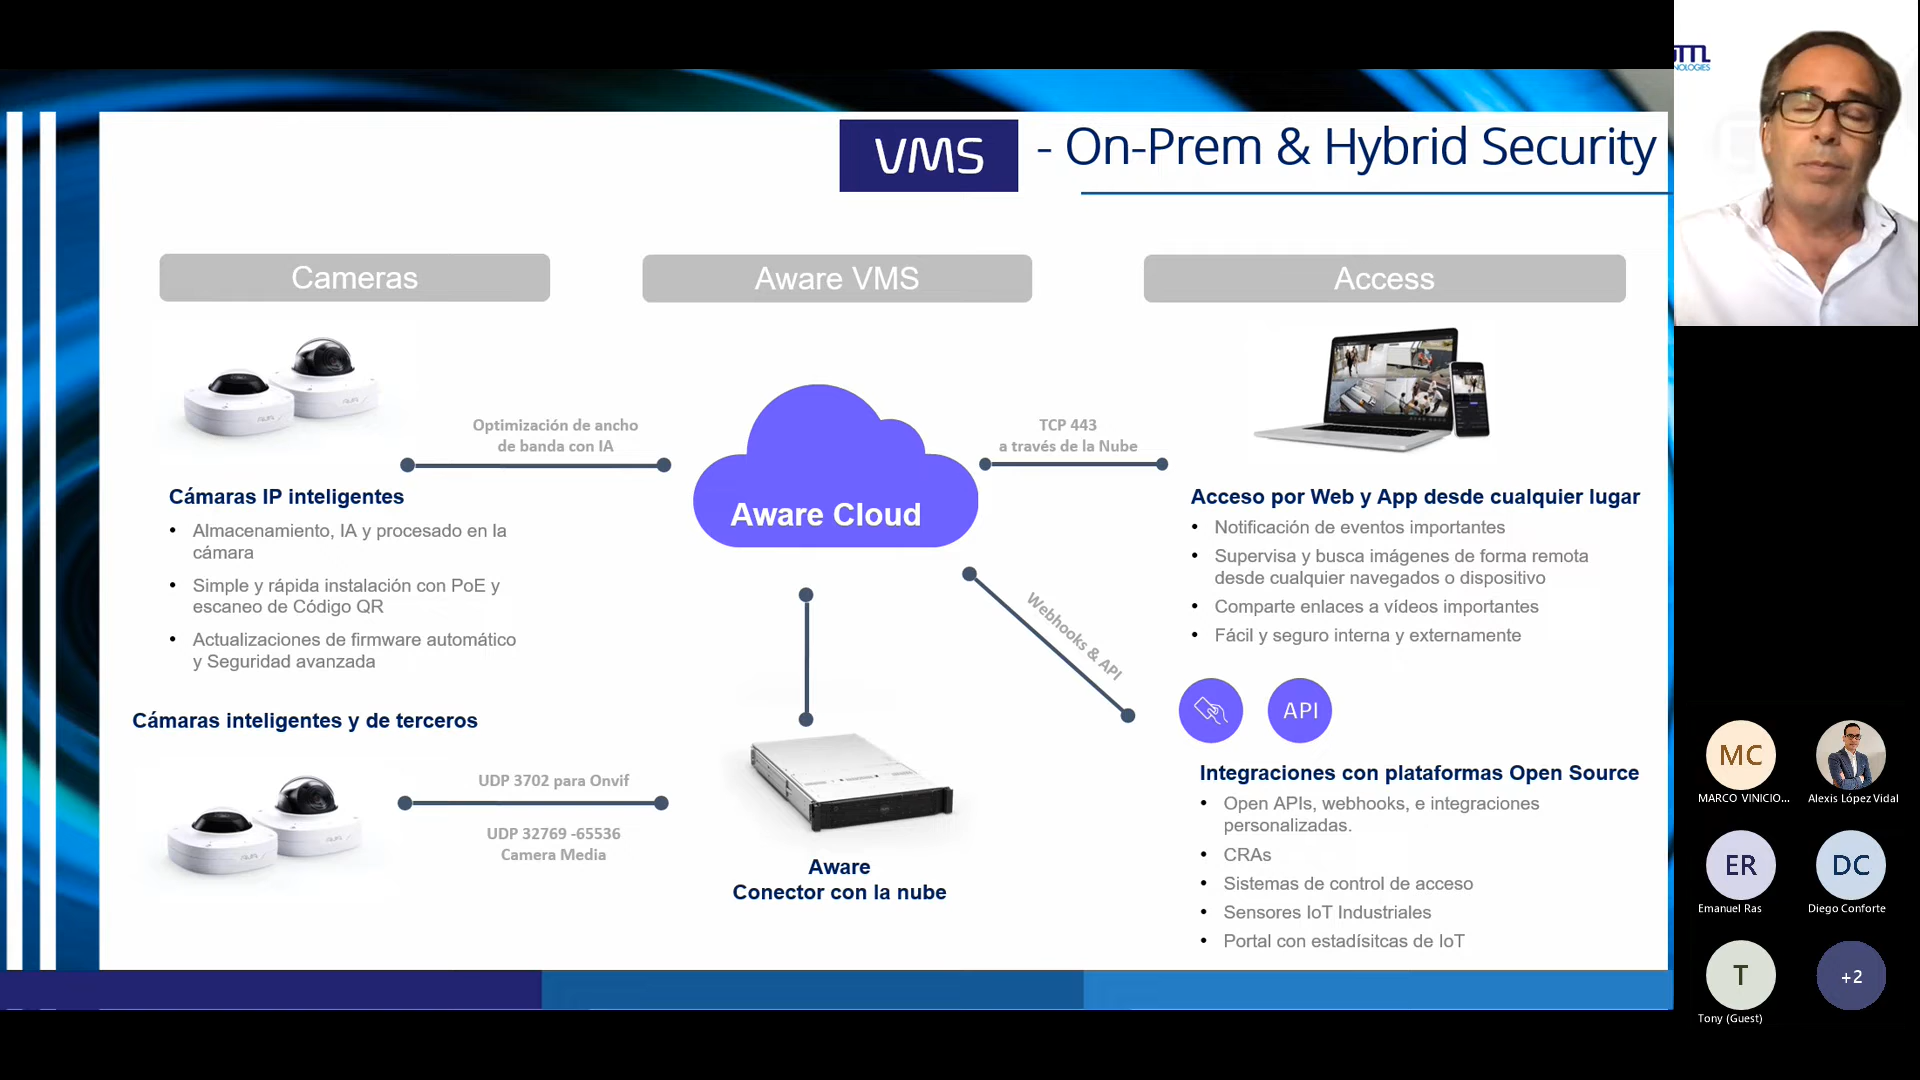 VMS - On-Prem & Hybrid Security
Cameras
Aware VMS
Access
Optimización de ancho
de banda con IA
Aware Cloud
TCP 443
a través de la Nube
Cámaras IP inteligentes
• Almacenamiento, IA y procesado en la
cámara
• Simple y rápida instalación con PoE y
escaneo de Código QR
• Actualizaciones de firmware automático
y Seguridad avanzada
Acceso por Web y App desde cualquier lugar
• Notificación de eventos importantes
• Supervisa y busca imágenes de forma remota
desde cualquier navegados o dispositivo
• Comparte enlaces a vídeos importantes
• Fácil y seguro interna y externamente
Webhooks & API
API
Cámaras inteligentes y de terceros
UDP 3702 para Onvif
UDP 32769 -65536
Camera Media
Aware
Conector con la nube
Integraciones con plataformas Open Source
• Open APIs, webhooks, e integraciones
personalizadas.
• CRAs
• Sistemas de control de acceso
• Sensores IoT Industriales
• Portal con estadísitcas de IoT
NOLOGIES
MC
MARCO VINICIO...
Alexis López Vidal
ER
Emanuel Ras
DC
Diego Conforte
T
Tony (Guest)
+2